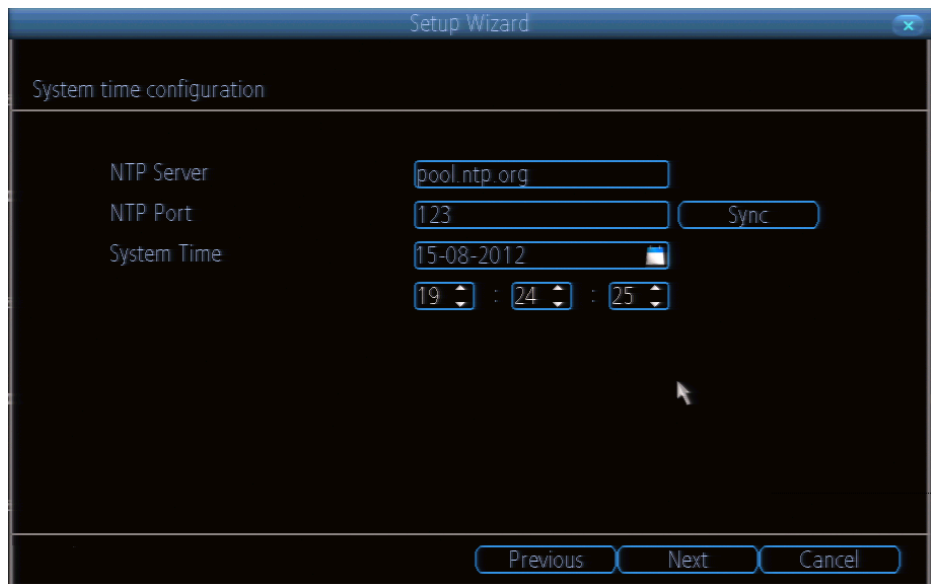 Setup Wizard
System time configuration
NTP Server pool.ntp.org
NTP Port 123 Sync
System Time 15-08-2012
19 : 24 : 25
Previous Next Cancel